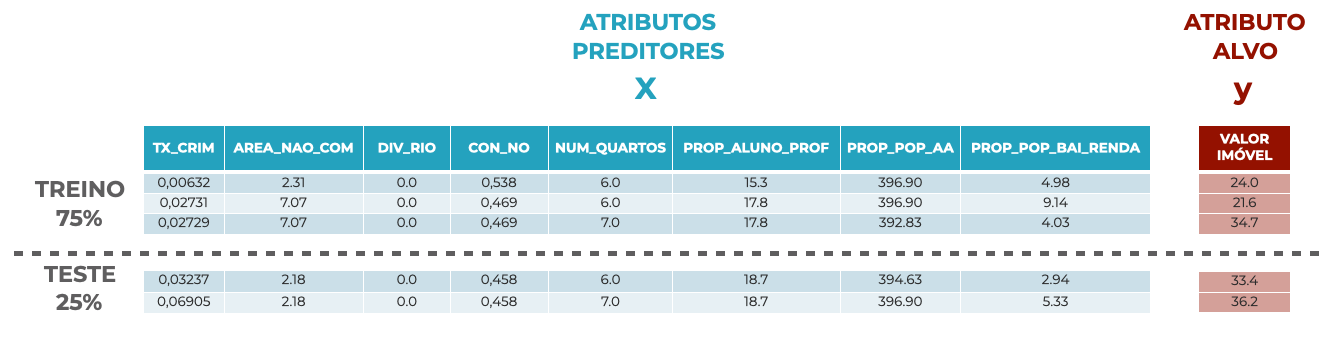 ATRIBUTOS
PREDITORES
X
ATRIBUTO
ALVO
y
TX_CRIM AREA_NAO_COM DIV_RIO CON_NO NUM_QUARTOS PROP_ALUNO_PROF PROP_POP_AA PROP_POP_BAI_RENDA
VALOR
IMÓVEL
TREINO
75%
0,00632 2.31 0.0 0,538 6.0 15.3 396.90 4.98 24.0
0,02731 7.07 0.0 0,469 6.0 17.8 396.90 9.14 21.6
0,02729 7.07 0.0 0,469 7.0 17.8 392.83 4.03 34.7
TESTE
25%
0,03237 2.18 0.0 0,458 6.0 18.7 394.63 2.94 33.4
0,06905 2.18 0.0 0,458 7.0 18.7 396.90 5.33 36.2